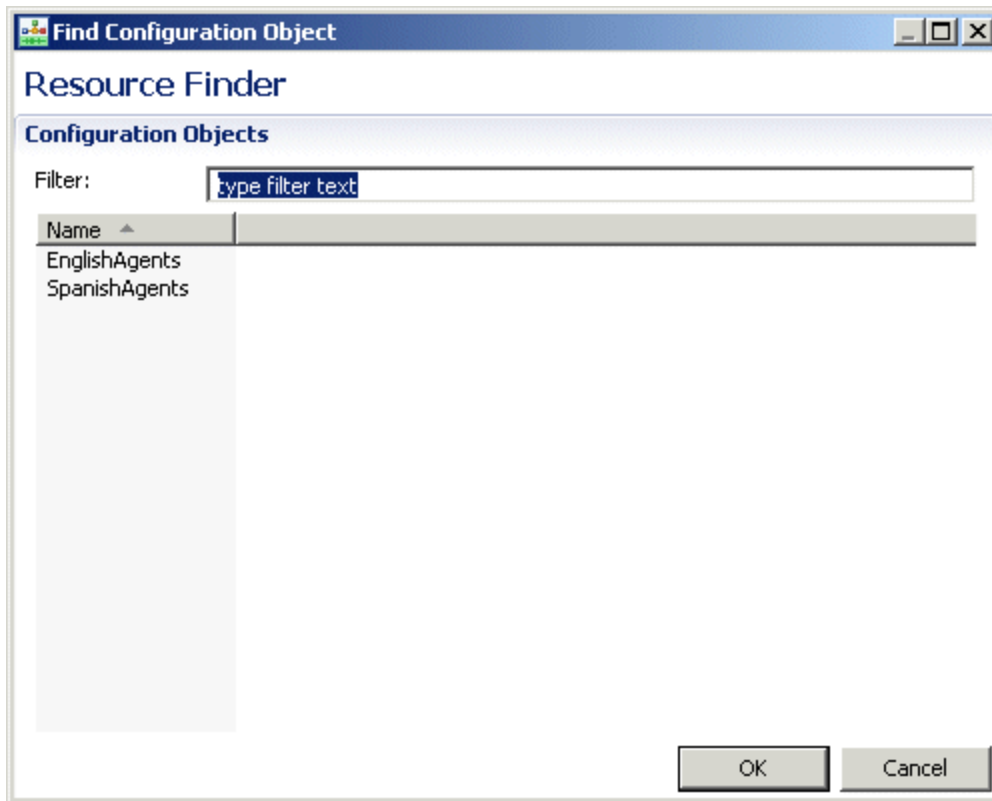 Find Configuration Object
Resource Finder
Configuration Objects
Filter: type filter text
Name
EnglishAgents
SpanishAgents
OK Cancel